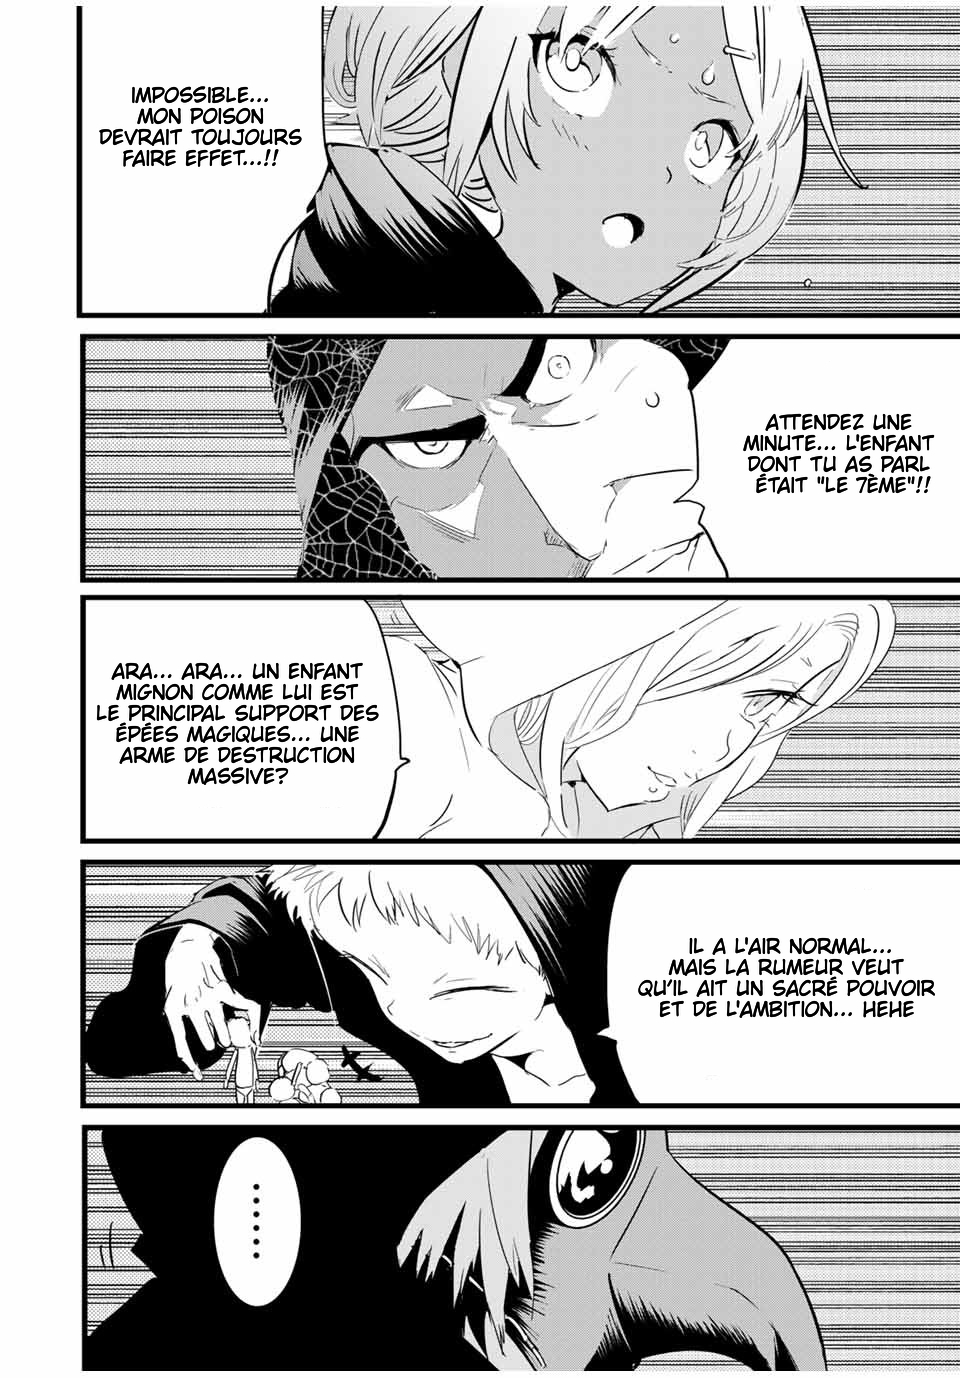 IMPOSSIBLE...
MON POISON
DEVRAIT TOUJOURS
FAIRE EFFET...!!
ATTENDEZ UNE
MINUTE... L'ENFANT
DONT TU AS PARL
ÉTAIT "LE 7ÈME"!!
ARA... ARA... UN ENFANT
MIGNON COMME LUI EST
LE PRINCIPAL SUPPORT DES
ÉPÉES MAGIQUES... UNE
ARME DE DESTRUCTION
MASSIVE?
IL A L'AIR NORMAL...
MAIS LA RUMEUR VEUT
QU'IL AIT UN SACRÉ POUVOIR
ET DE L'AMBITION... HEHE
......